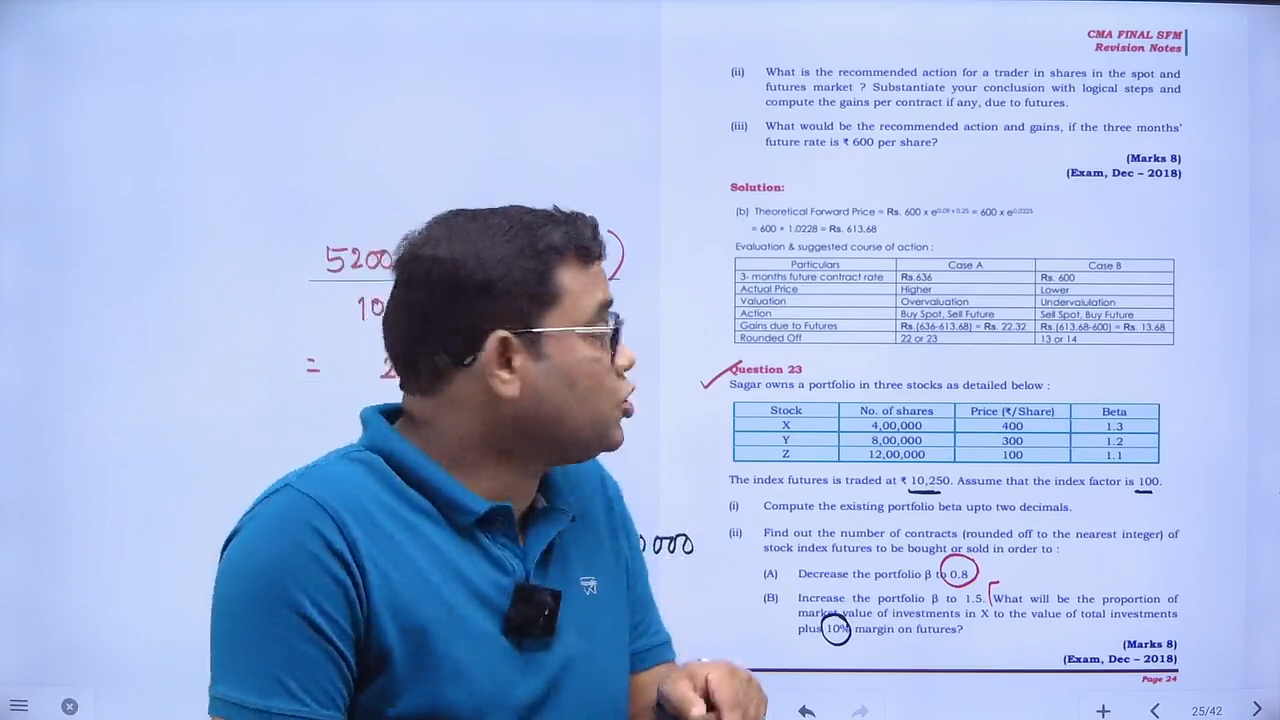 CMA FINAL SFM
Revision Notes
(ii) What is the recommended action for a trader in shares in the spot and
futures market ? Substantiate your conclusion with logical steps and
compute the gains per contract if any, due to futures.
(iii) What would be the recommended action and gains, if the three months'
future rate is ₹ 600 per share?
(Marks 8)
(Exam, Dec – 2018)
Solution:
(b) Theoretical Forward Price = Rs. 600 x e^0.09 x 0.25 = 600 x e^0.0225
= 600 × 1.0228 = Rs. 613.68
Evaluation & suggested course of action :
Particulars Case A Case B
3- months future contract rate Rs.636 Rs. 600
Actual Price Higher Lower
Valuation Overvaluation Undervalulation
Action Buy Spot, Sell Future Sell Spot, Buy Future
Gains due to Futures Rs.(636-613.68) = Rs. 22.32 Rs.(613.68-600) = Rs. 13.68
Rounded Off 22 or 23 13 or 14
Question 23
Sagar owns a portfolio in three stocks as detailed below :
Stock No. of shares Price (₹/Share) Beta
X 4,00,000 400 1.3
Y 8,00,000 300 1.2
Z 12,00,000 100 1.1
The index futures is traded at ₹ 10,250. Assume that the index factor is 100.
(i) Compute the existing portfolio beta upto two decimals.
(ii) Find out the number of contracts (rounded off to the nearest integer) of
stock index futures to be bought or sold in order to :
(A) Decrease the portfolio β to 0.8
(B) Increase the portfolio β to 1.5. What will be the proportion of
market value of investments in X to the value of total investments
plus 10% margin on futures?
(Marks 8)
(Exam, Dec – 2018)
Page 24
25/42
5200
10
=
000